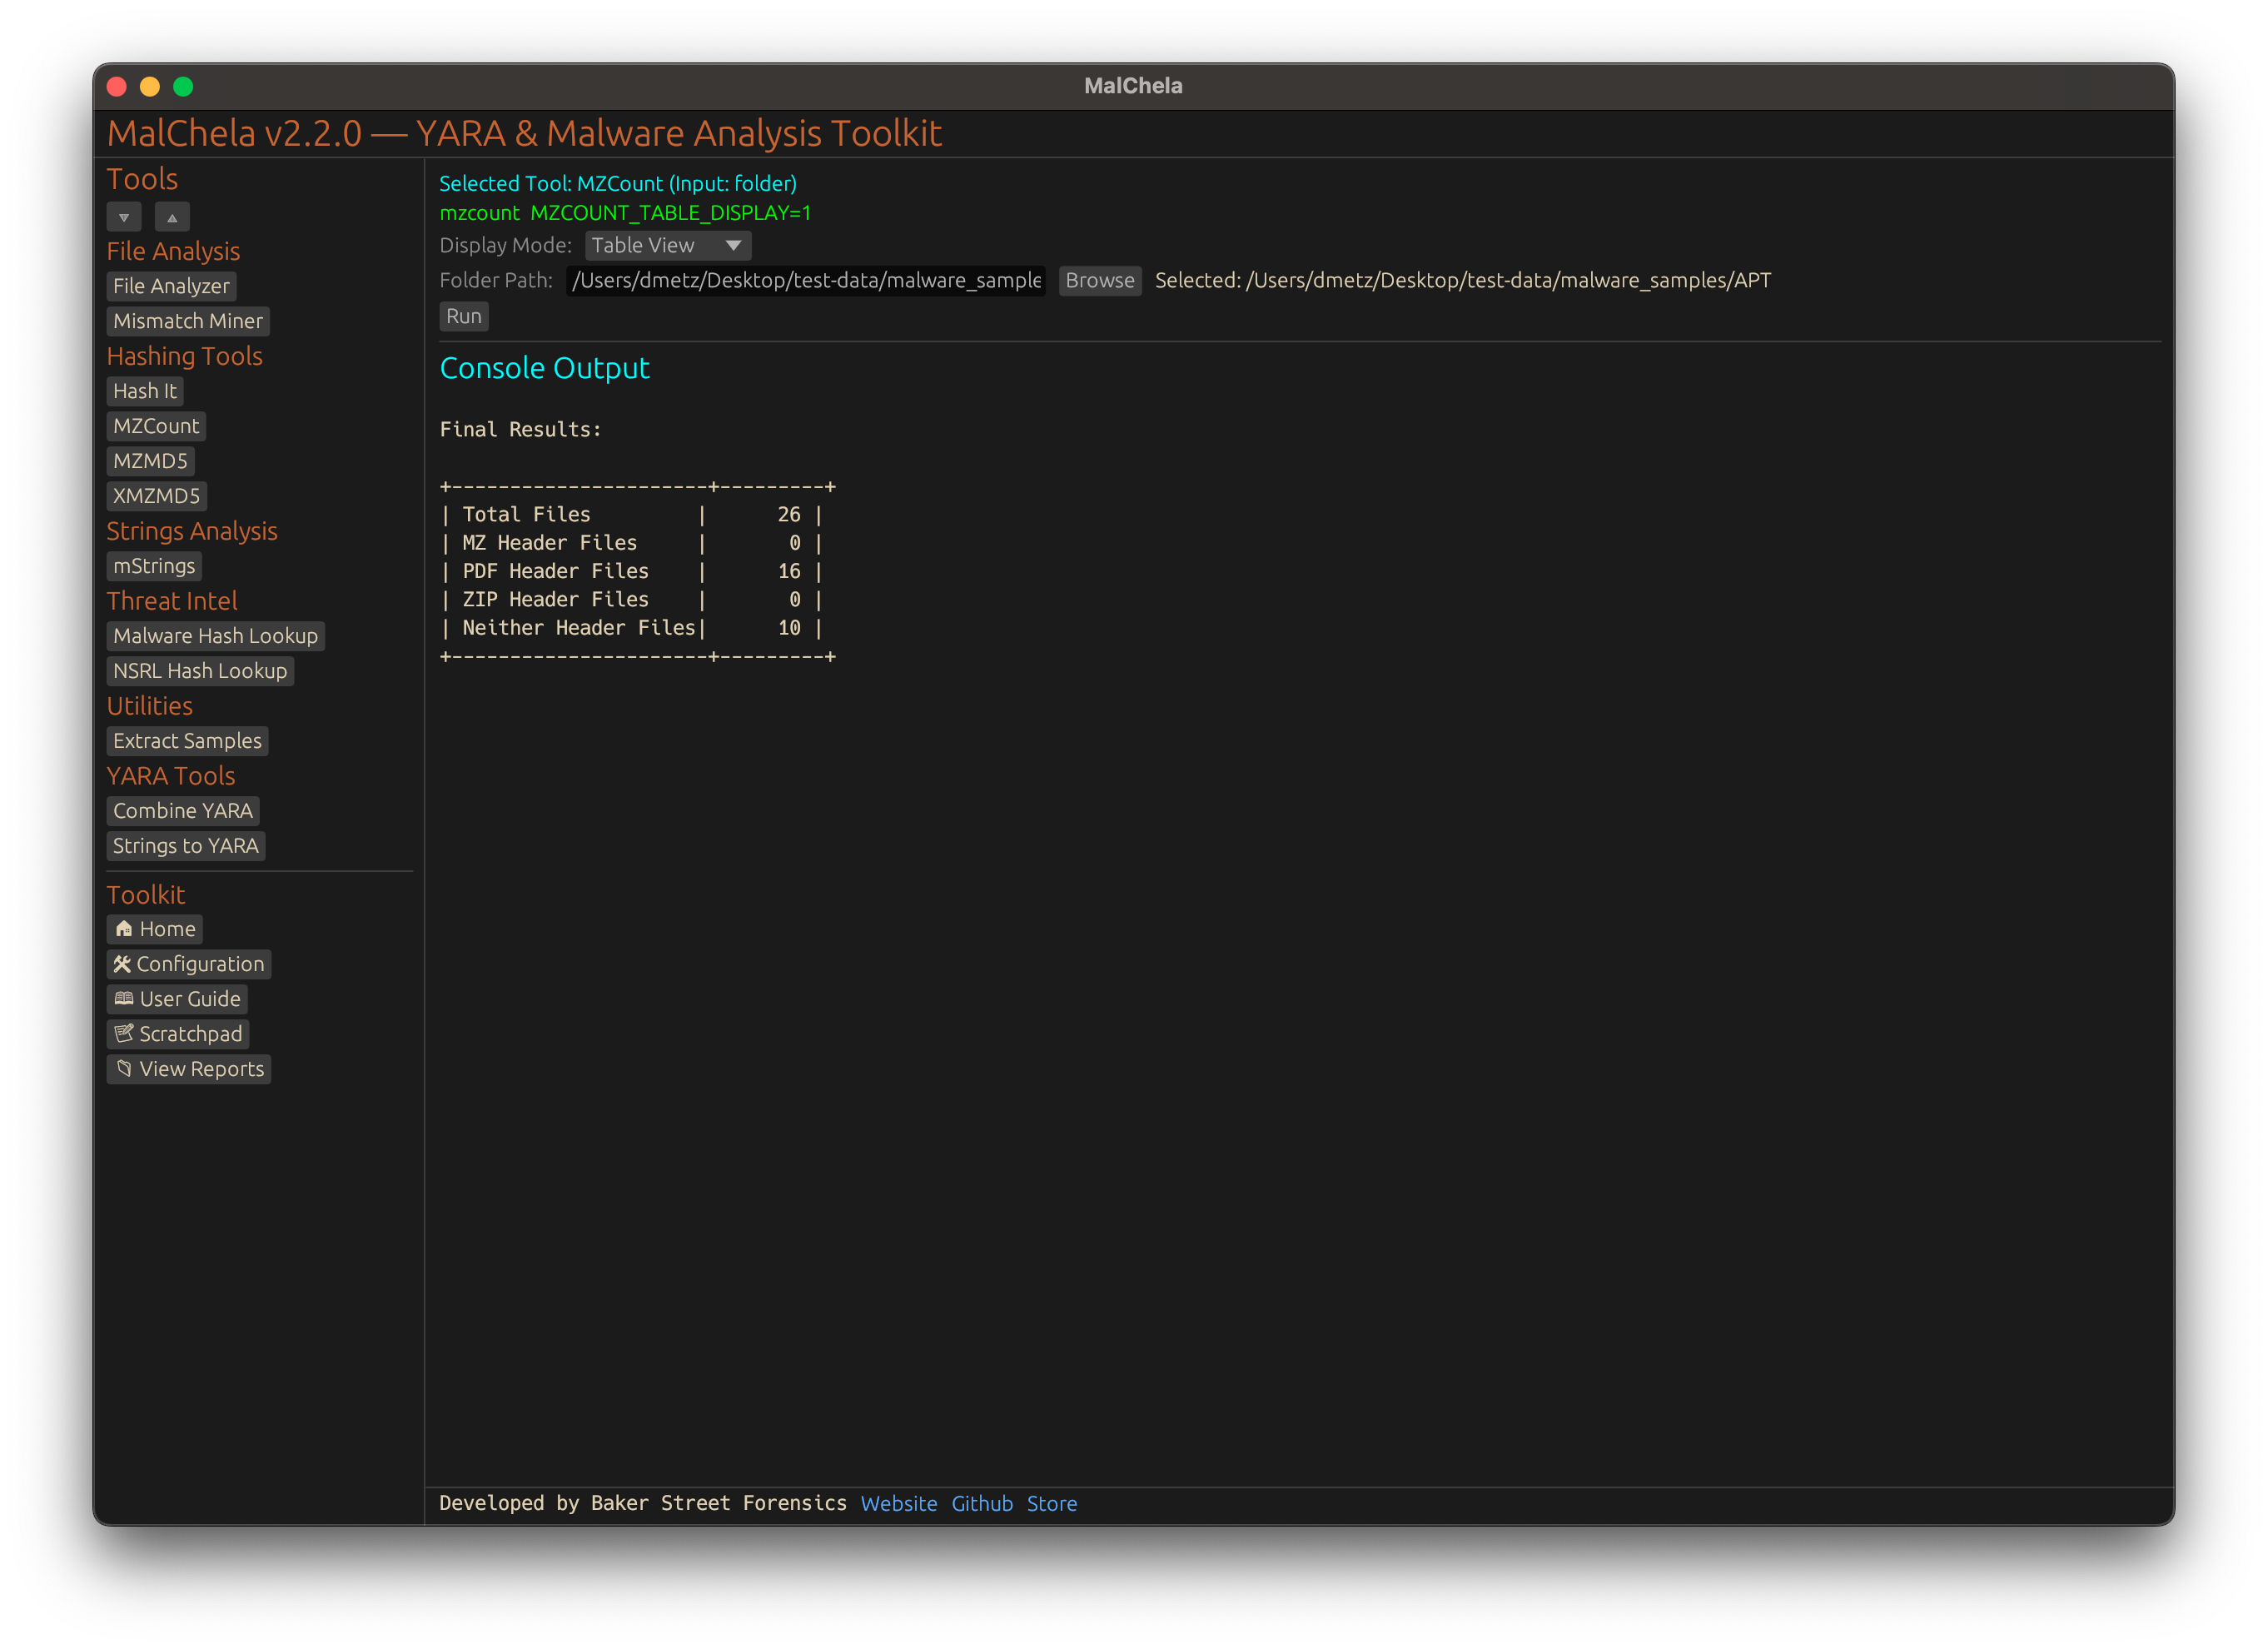 MalChela
MalChela v2.2.0 — YARA & Malware Analysis Toolkit
Tools
File Analysis
File Analyzer
Mismatch Miner
Hashing Tools
Hash It
MZCount
MZMD5
XMZMD5
Strings Analysis
mStrings
Threat Intel
Malware Hash Lookup
NSRL Hash Lookup
Utilities
Extract Samples
YARA Tools
Combine YARA
Strings to YARA
Toolkit
Home
Configuration
User Guide
Scratchpad
View Reports
Selected Tool: MZCount (Input: folder)
mzcount MZCOUNT_TABLE_DISPLAY=1
Display Mode: Table View
Folder Path: /Users/dmetz/Desktop/test-data/malware_sample Browse Selected: /Users/dmetz/Desktop/test-data/malware_samples/APT
Run
Console Output
Final Results:
+----------------------+---------+
| Total Files         |      26 |
| MZ Header Files     |       0 |
| PDF Header Files    |      16 |
| ZIP Header Files    |       0 |
| Neither Header Files|      10 |
+----------------------+---------+
Developed by Baker Street Forensics Website Github Store